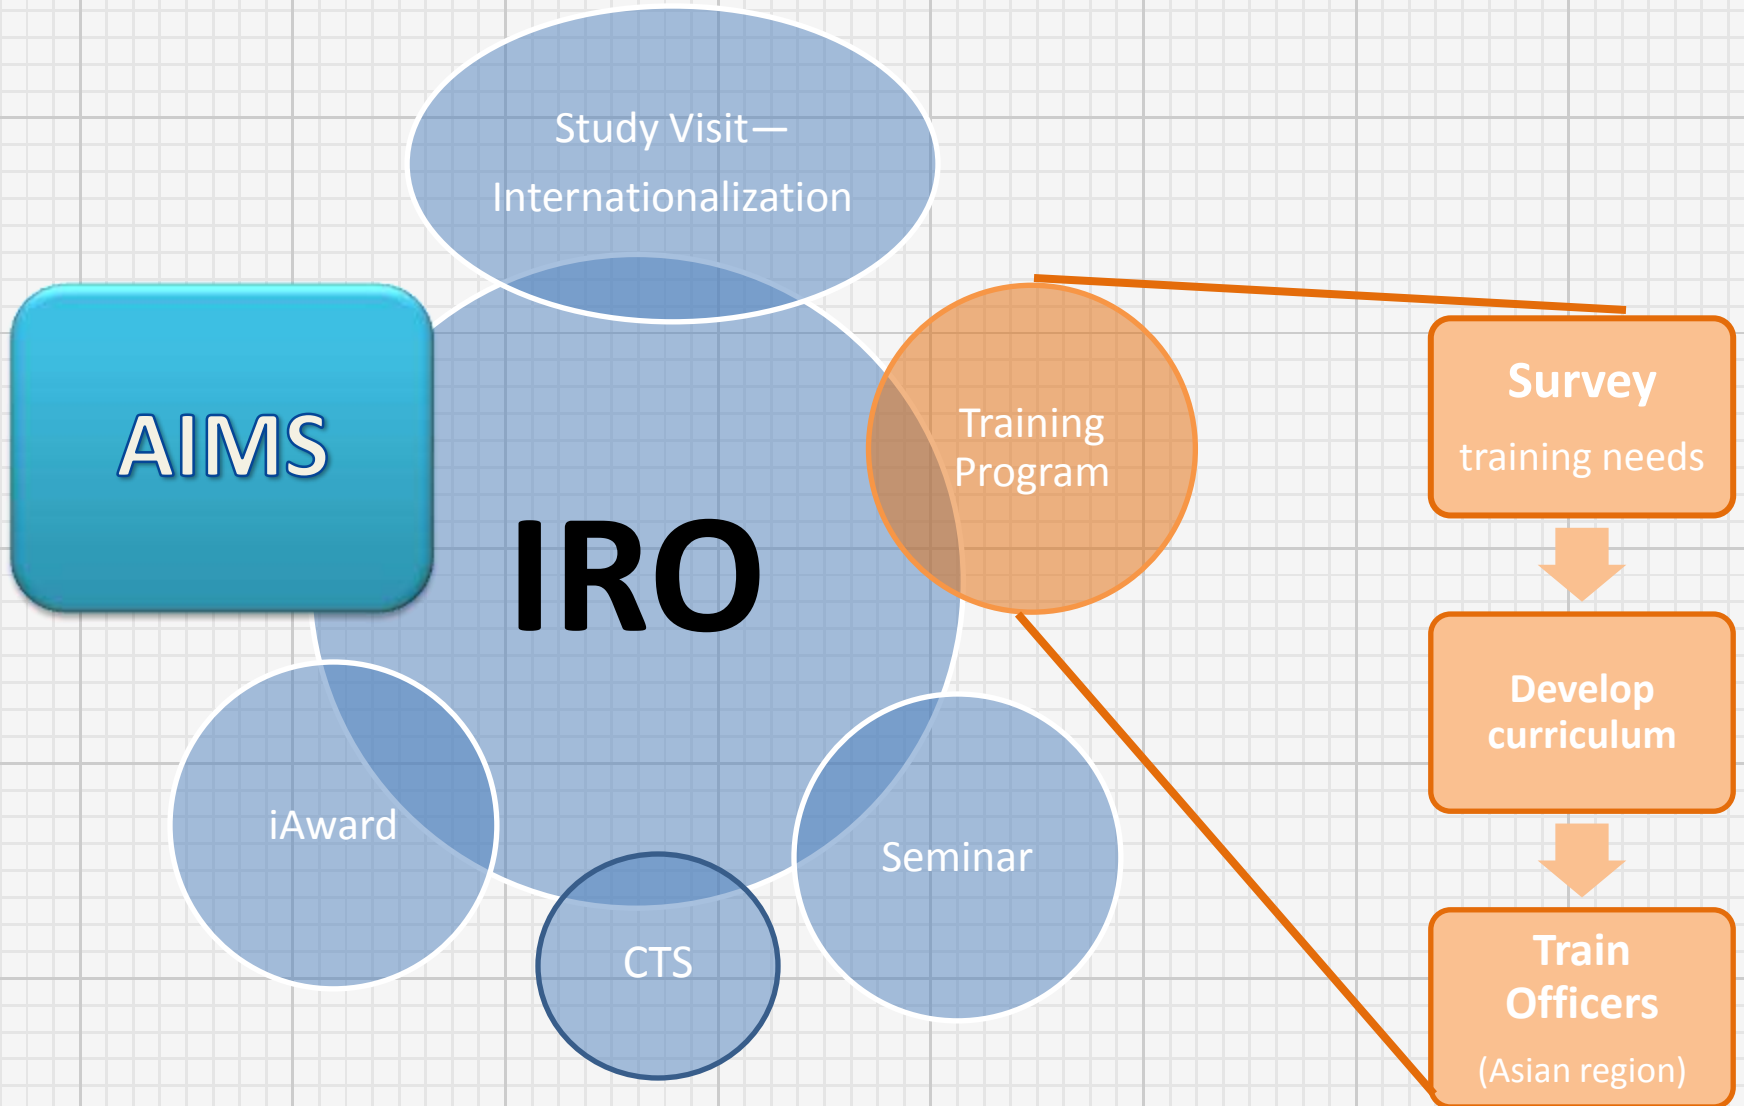 Study Visit—
Internationalization
AIMS
IRO
Training
Program
iAward
CTS
Seminar
Survey
training needs
Develop
curriculum
Train
Officers
(Asian region)